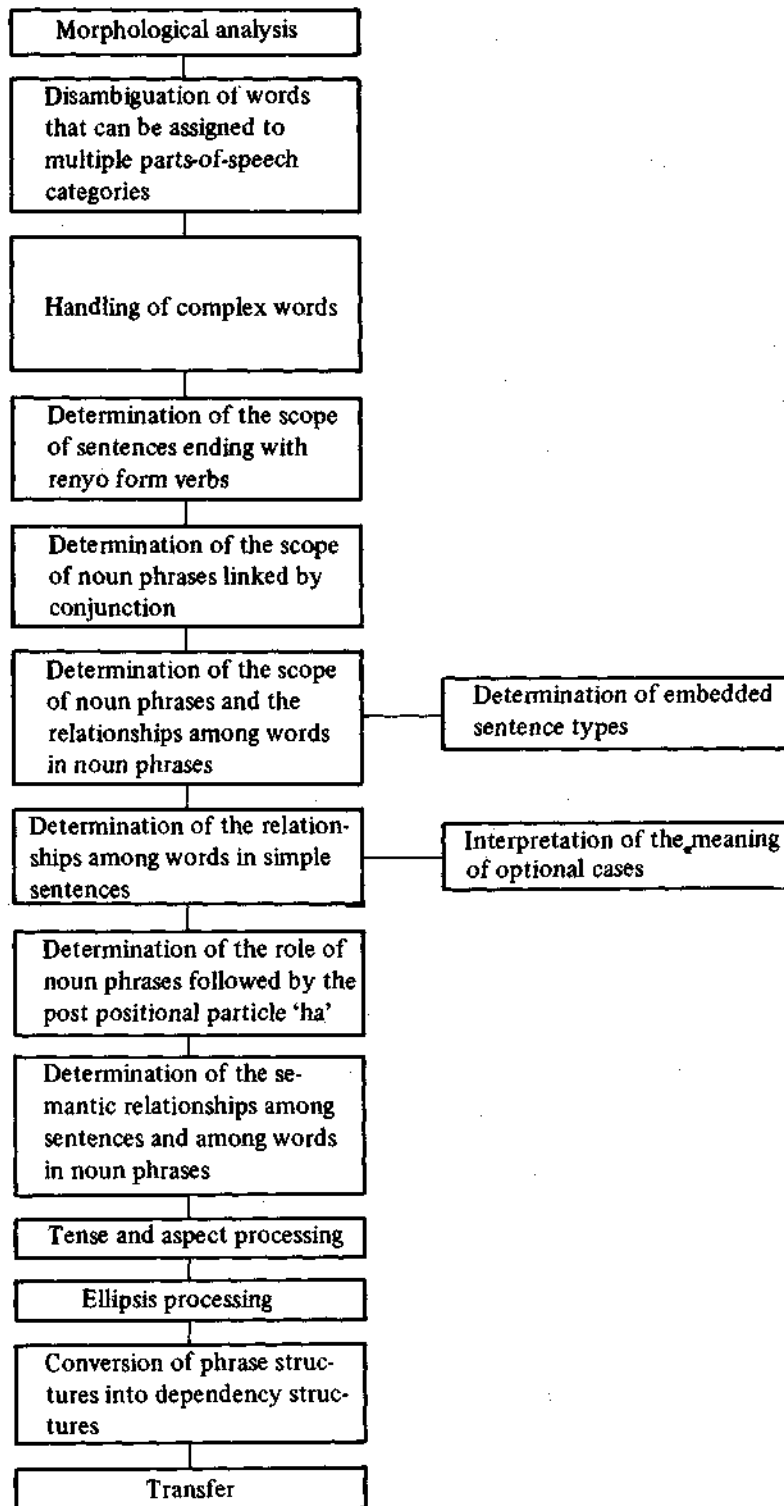 Morphological analysis
Disambiguation of words
that can be assigned to
multiple parts-of-speech
categories
Handling of complex words
Determination of the scope
of sentences ending with
renyo form verbs
Determination of the scope
of noun phrases linked by
conjunction
Determination of the scope
of noun phrases and the
relationships among words
in noun phrases
Determination of embedded
sentence types
Determination of the relation-
ships among words in simple
sentences
Interpretation of the meaning
of optional cases
Determination of the role of
noun phrases followed by the
post positional particle ‘ha’
Determination of the se-
mantic relationships among
sentences and among words
in noun phrases
Tense and aspect processing
Ellipsis processing
Conversion of phrase struc-
tures into dependency struc-
tures
Transfer